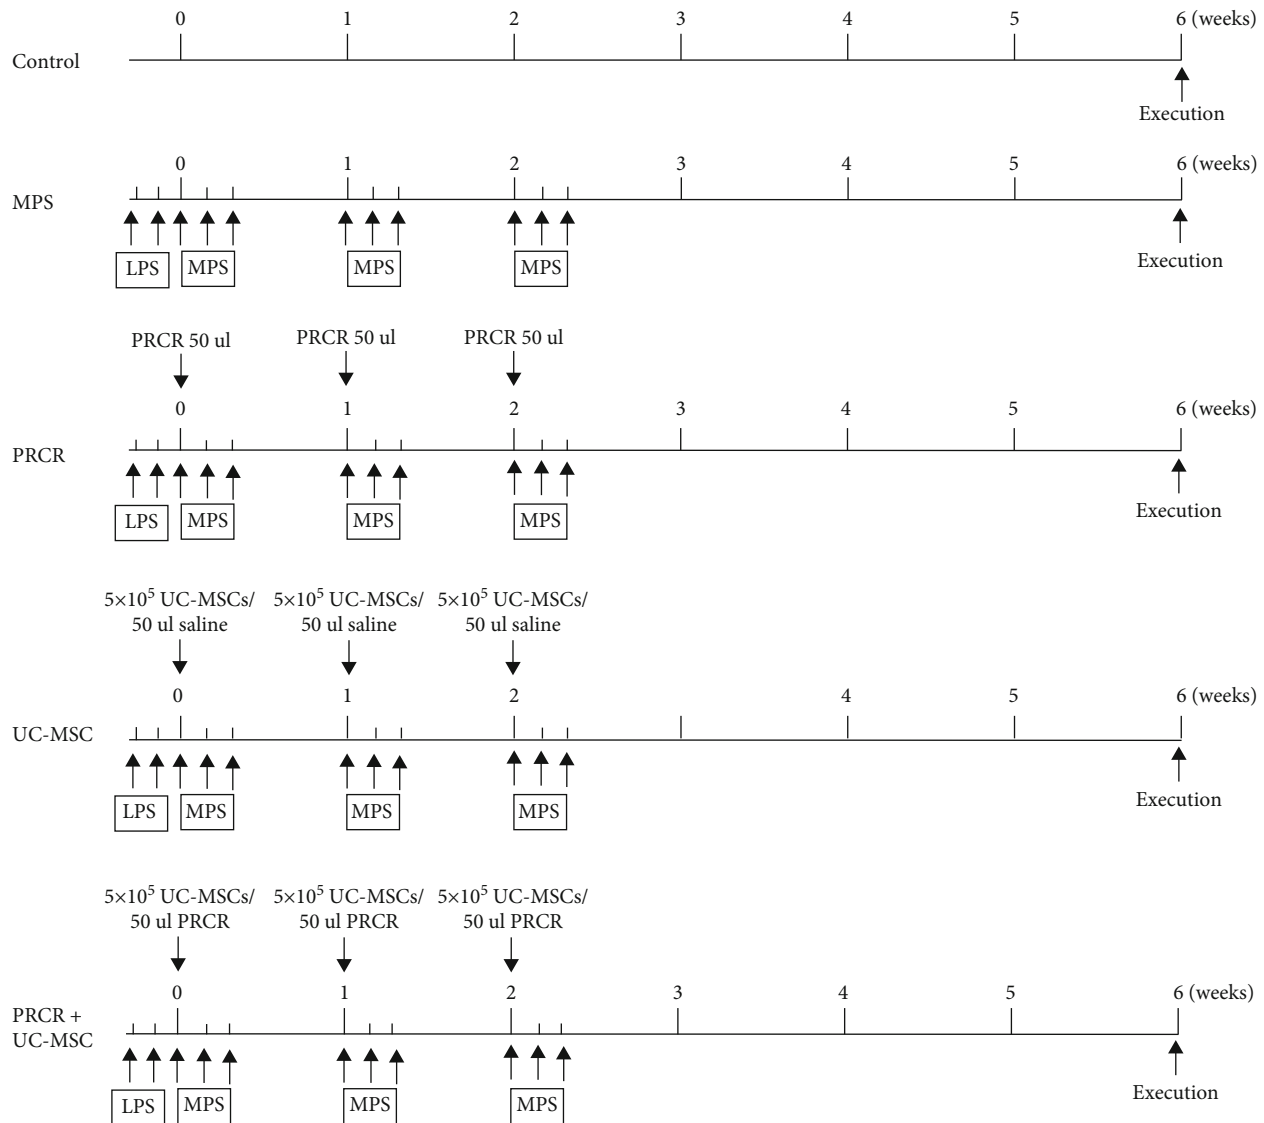 0 1 2 3 4 5 6 (weeks)
Control
Execution
0 1 2 3 4 5 6 (weeks)
MPS
LPS MPS MPS MPS Execution
PRCR 50 ul PRCR 50 ul PRCR 50 ul
0 1 2 3 4 5 6 (weeks)
PRCR
LPS MPS MPS MPS Execution
5×10⁵ UC-MSCs/ 5×10⁵ UC-MSCs/ 5×10⁵ UC-MSCs/
50 ul saline 50 ul saline 50 ul saline
0 1 2 4 5 6 (weeks)
UC-MSC
LPS MPS MPS MPS Execution
5×10⁵ UC-MSCs/ 5×10⁵ UC-MSCs/ 5×10⁵ UC-MSCs/
50 ul PRCR 50 ul PRCR 50 ul PRCR
0 1 2 3 4 5 6 (weeks)
PRCR +
UC-MSC
LPS MPS MPS MPS Execution